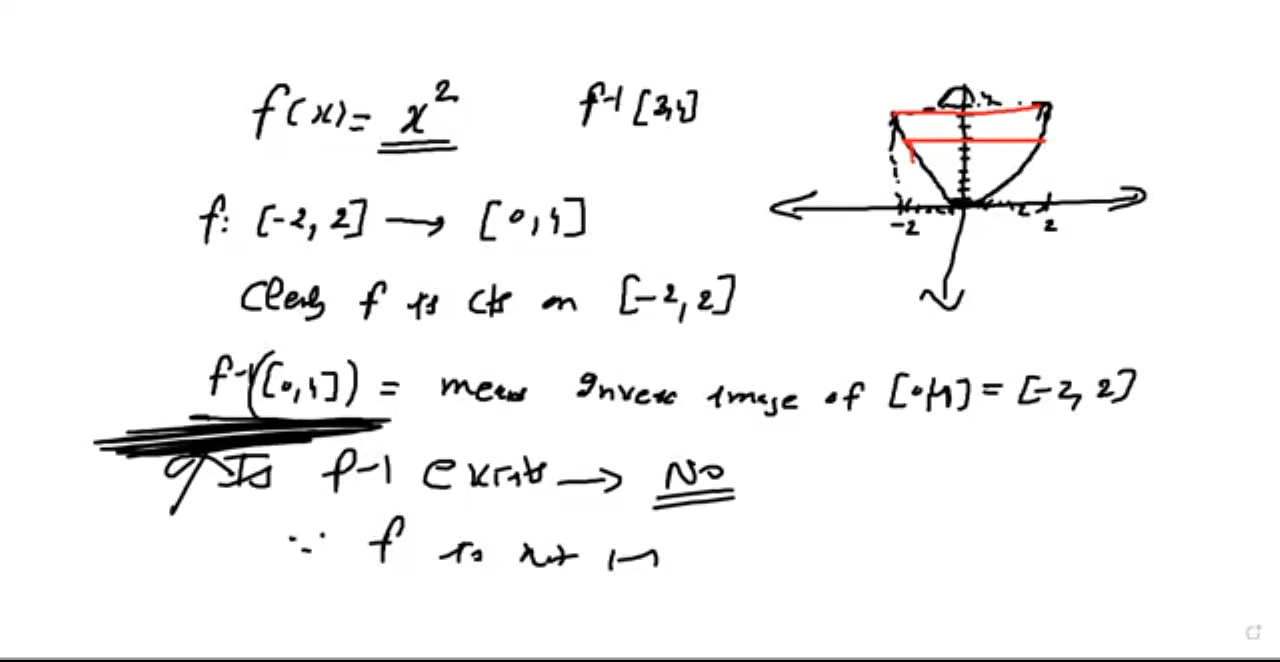 f(x) = x² f-1 [3,4]
f: [-2, 2] → [0,4]
Clearly f is cts on [-2, 2]
f-1([0,4]) = means Inverse image of [0,4] = [-2, 2]
Is f-1 exists → No
∵ f is not 1-1
-2 2